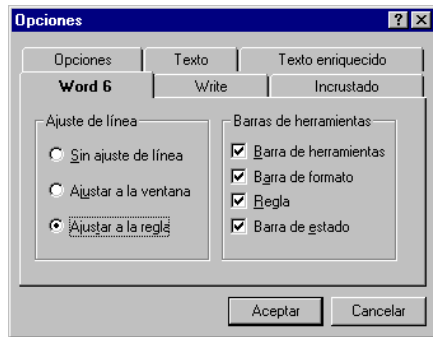 Opciones
Opciones Texto Texto enriquecido
Word 6 Write Incrustado
Ajuste de línea
Sin ajuste de línea
Ajustar a la ventana
Ajustar a la regla
Barras de herramientas
Barra de herramientas
Barra de formato
Regla
Barra de estado
Aceptar Cancelar